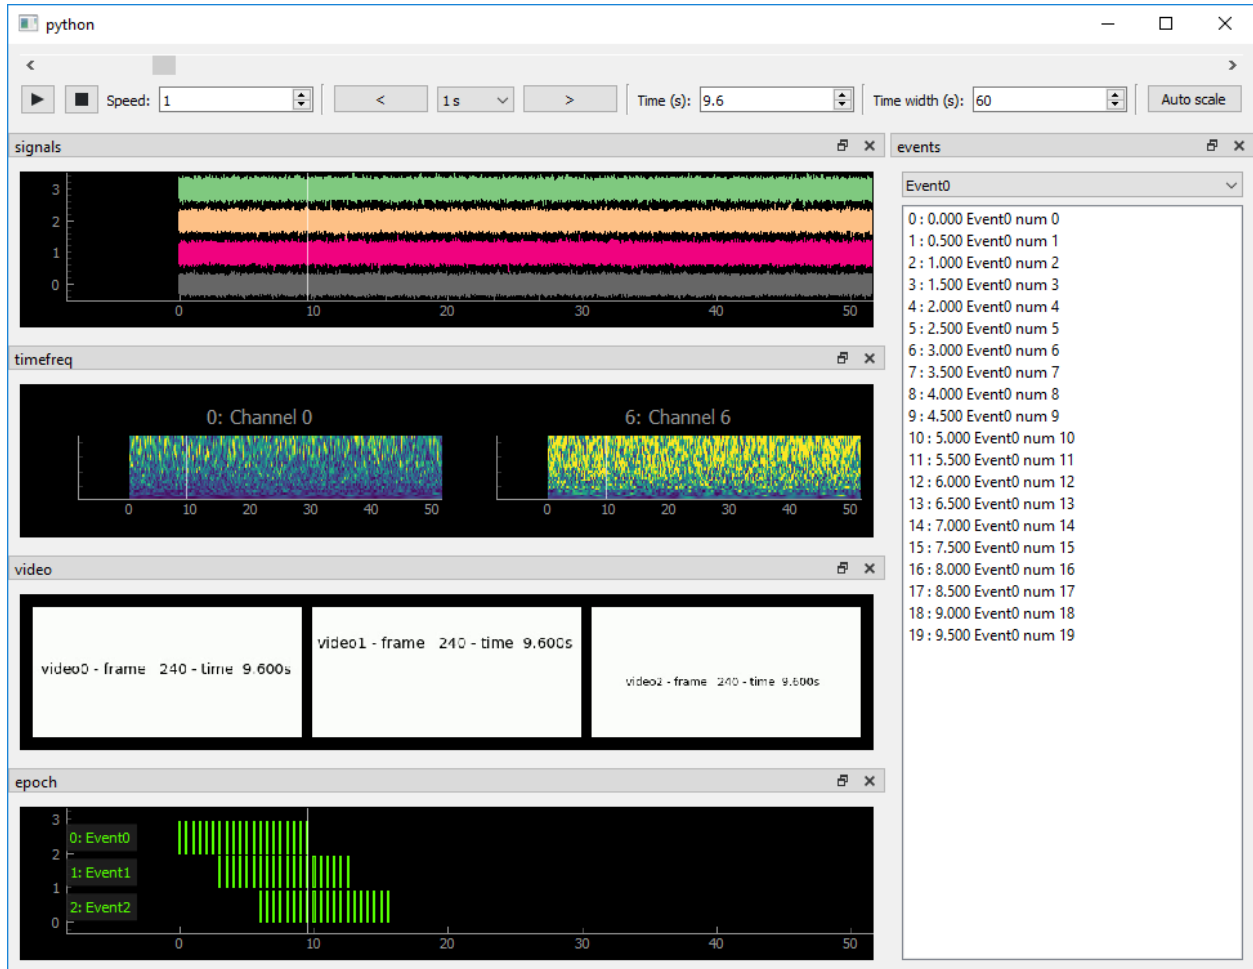 python
Speed: 1 < 1 s > Time (s): 9.6 Time width (s): 60 Auto scale
signals
3
2
1
0
0 10 20 30 40 50
timefreq
0: Channel 0 6: Channel 6
0 10 20 30 40 50 0 10 20 30 40 50
video
video0 - frame 240 - time 9.600s
video1 - frame 240 - time 9.600s
video2 - frame 240 - time 9.600s
epoch
3
0: Event0
2
1: Event1
1
2: Event2
0
0 10 20 30 40 50
events
Event0
0 : 0.000 Event0 num 0
1 : 0.500 Event0 num 1
2 : 1.000 Event0 num 2
3 : 1.500 Event0 num 3
4 : 2.000 Event0 num 4
5 : 2.500 Event0 num 5
6 : 3.000 Event0 num 6
7 : 3.500 Event0 num 7
8 : 4.000 Event0 num 8
9 : 4.500 Event0 num 9
10 : 5.000 Event0 num 10
11 : 5.500 Event0 num 11
12 : 6.000 Event0 num 12
13 : 6.500 Event0 num 13
14 : 7.000 Event0 num 14
15 : 7.500 Event0 num 15
16 : 8.000 Event0 num 16
17 : 8.500 Event0 num 17
18 : 9.000 Event0 num 18
19 : 9.500 Event0 num 19